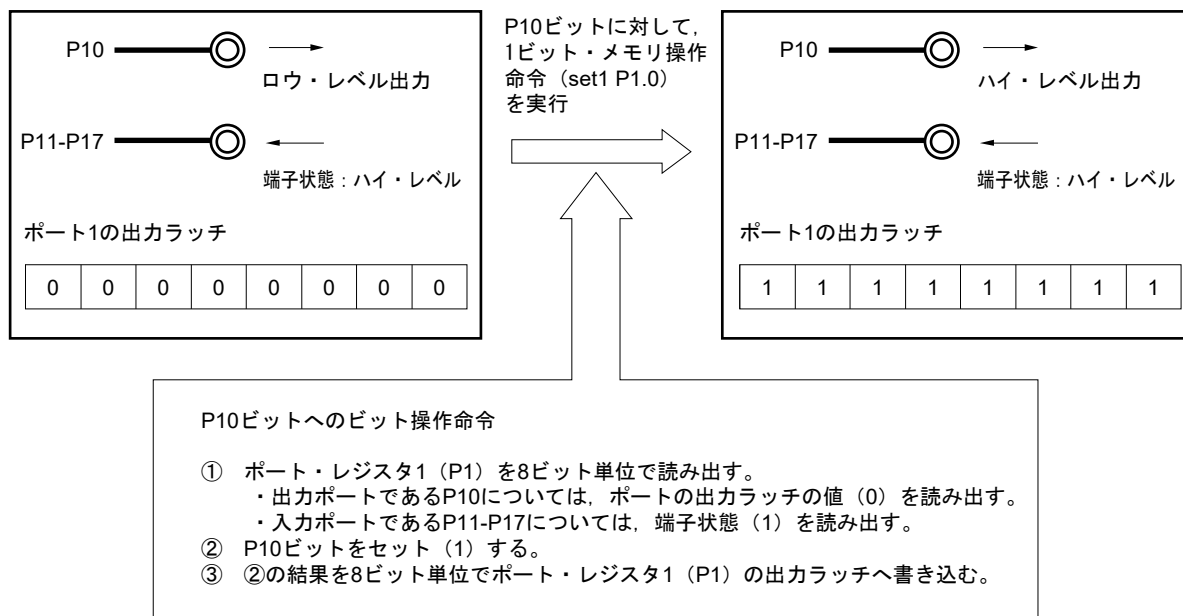 P10
ロウ・レベル出力
P11-P17
端子状態：ハイ・レベル
ポート1の出力ラッチ
0 0 0 0 0 0 0 0
P10ビットに対して，
1ビット・メモリ操作
命令（set1 P1.0）
を実行
P10
ハイ・レベル出力
P11-P17
端子状態：ハイ・レベル
ポート1の出力ラッチ
1 1 1 1 1 1 1 1
P10ビットへのビット操作命令
① ポート・レジスタ1（P1）を8ビット単位で読み出す。
・出力ポートであるP10については，ポートの出力ラッチの値（0）を読み出す。
・入力ポートであるP11-P17については，端子状態（1）を読み出す。
② P10ビットをセット（1）する。
③ ②の結果を8ビット単位でポート・レジスタ1（P1）の出力ラッチへ書き込む。